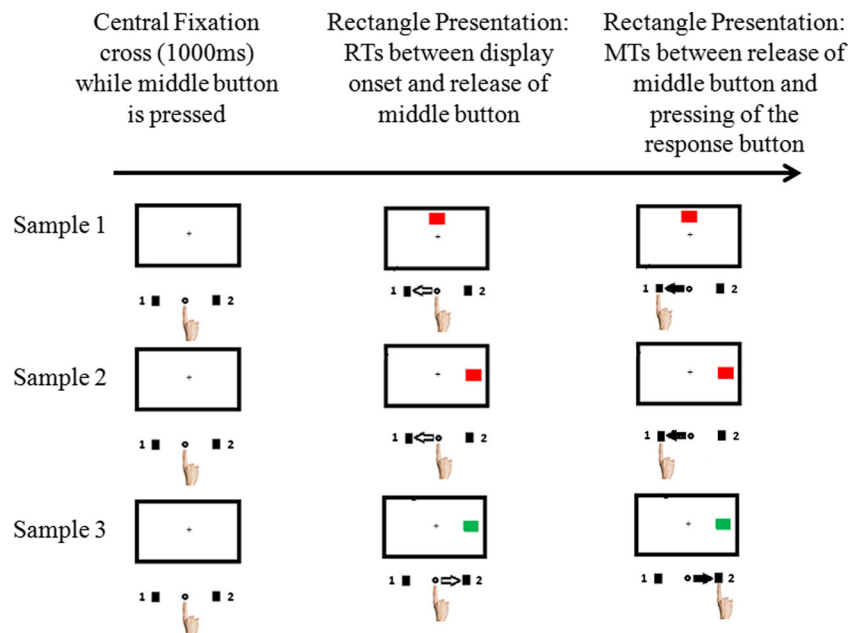 Central Fixation
cross (1000ms)
while middle button
is pressed
Rectangle Presentation:
RTs between display
onset and release of
middle button
Rectangle Presentation:
MTs between release of
middle button and
pressing of the
response button
Sample 1
1 2
1 2
1 2
Sample 2
1 2
1 2
1 2
Sample 3
1 2
1 2
1 2